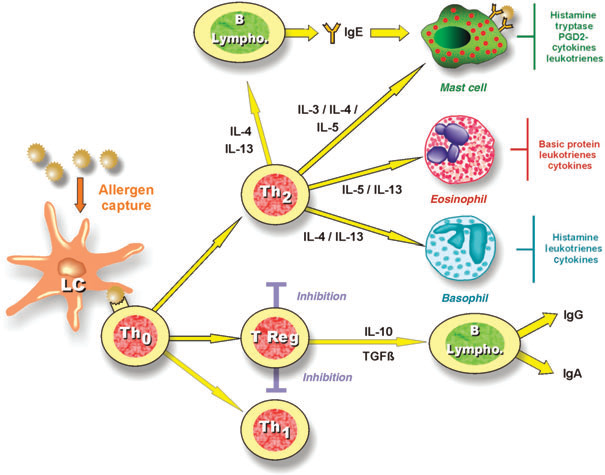 B
Lympho.
IgE
Mast cell
Histamine
tryptase
PGD2-
cytokines
leukotrienes
IL-4
IL-13
IL-3 / IL-4 /
IL-5
Allergen
capture
Th2
IL-5 / IL-13
Eosinophil
Basic protein
leukotrienes
cytokines
IL-4 / IL-13
Basophil
Histamine
leukotrienes
cytokines
LC
Inhibition
Th0
T Reg
IL-10
TGFß
B
Lympho.
IgG
IgA
Inhibition
Th1